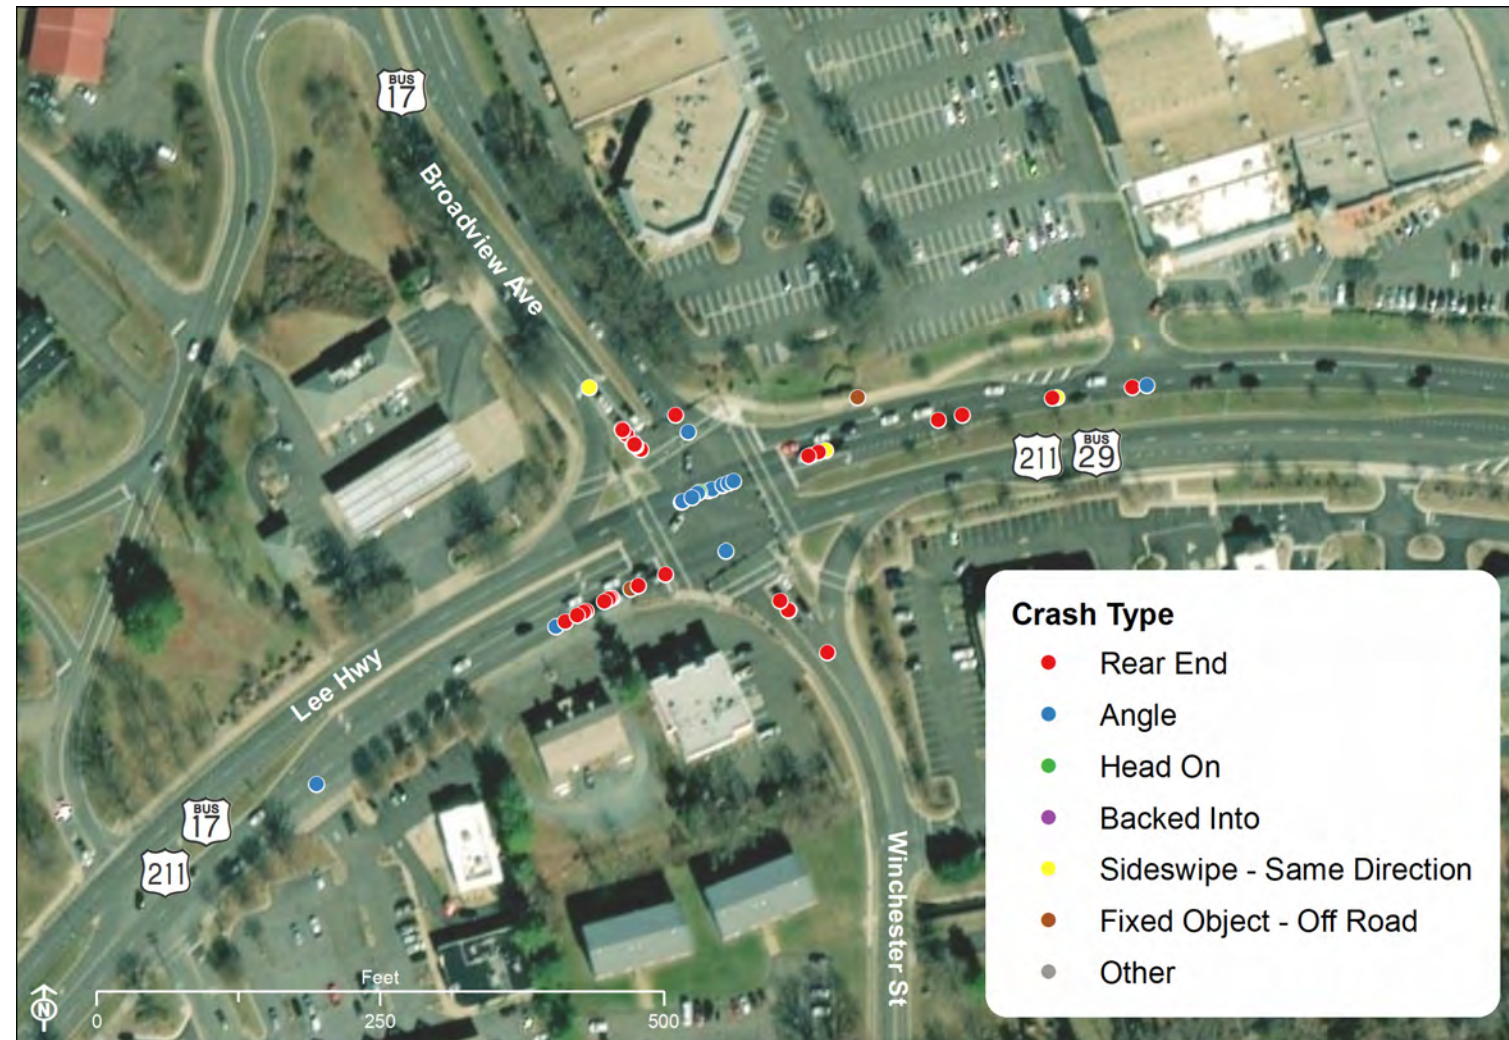 BUS
17
Broadview Ave
211
BUS
29
Lee Hwy
BUS
17
211
Winchester St
Crash Type
Rear End
Angle
Head On
Backed Into
Sideswipe - Same Direction
Fixed Object - Off Road
Other
N
Feet
0 250 500